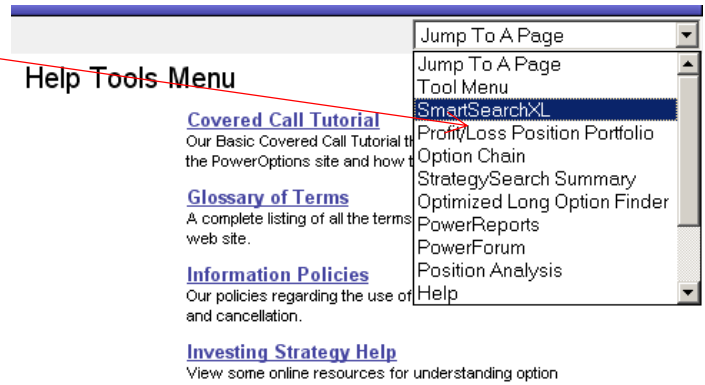 Jump To A Page
Jump To A Page
Tool Menu
SmartSearchXL
Profit/Loss Position Portfolio
Option Chain
StrategySearch Summary
Optimized Long Option Finder
PowerReports
PowerForum
Position Analysis
Help
Help Tools Menu
Covered Call Tutorial
Our Basic Covered Call Tutorial
the PowerOptions site and how
Glossary of Terms
A complete listing of all the terms
web site.
Information Policies
Our policies regarding the use of
and cancellation.
Investing Strategy Help
View some online resources for understanding option